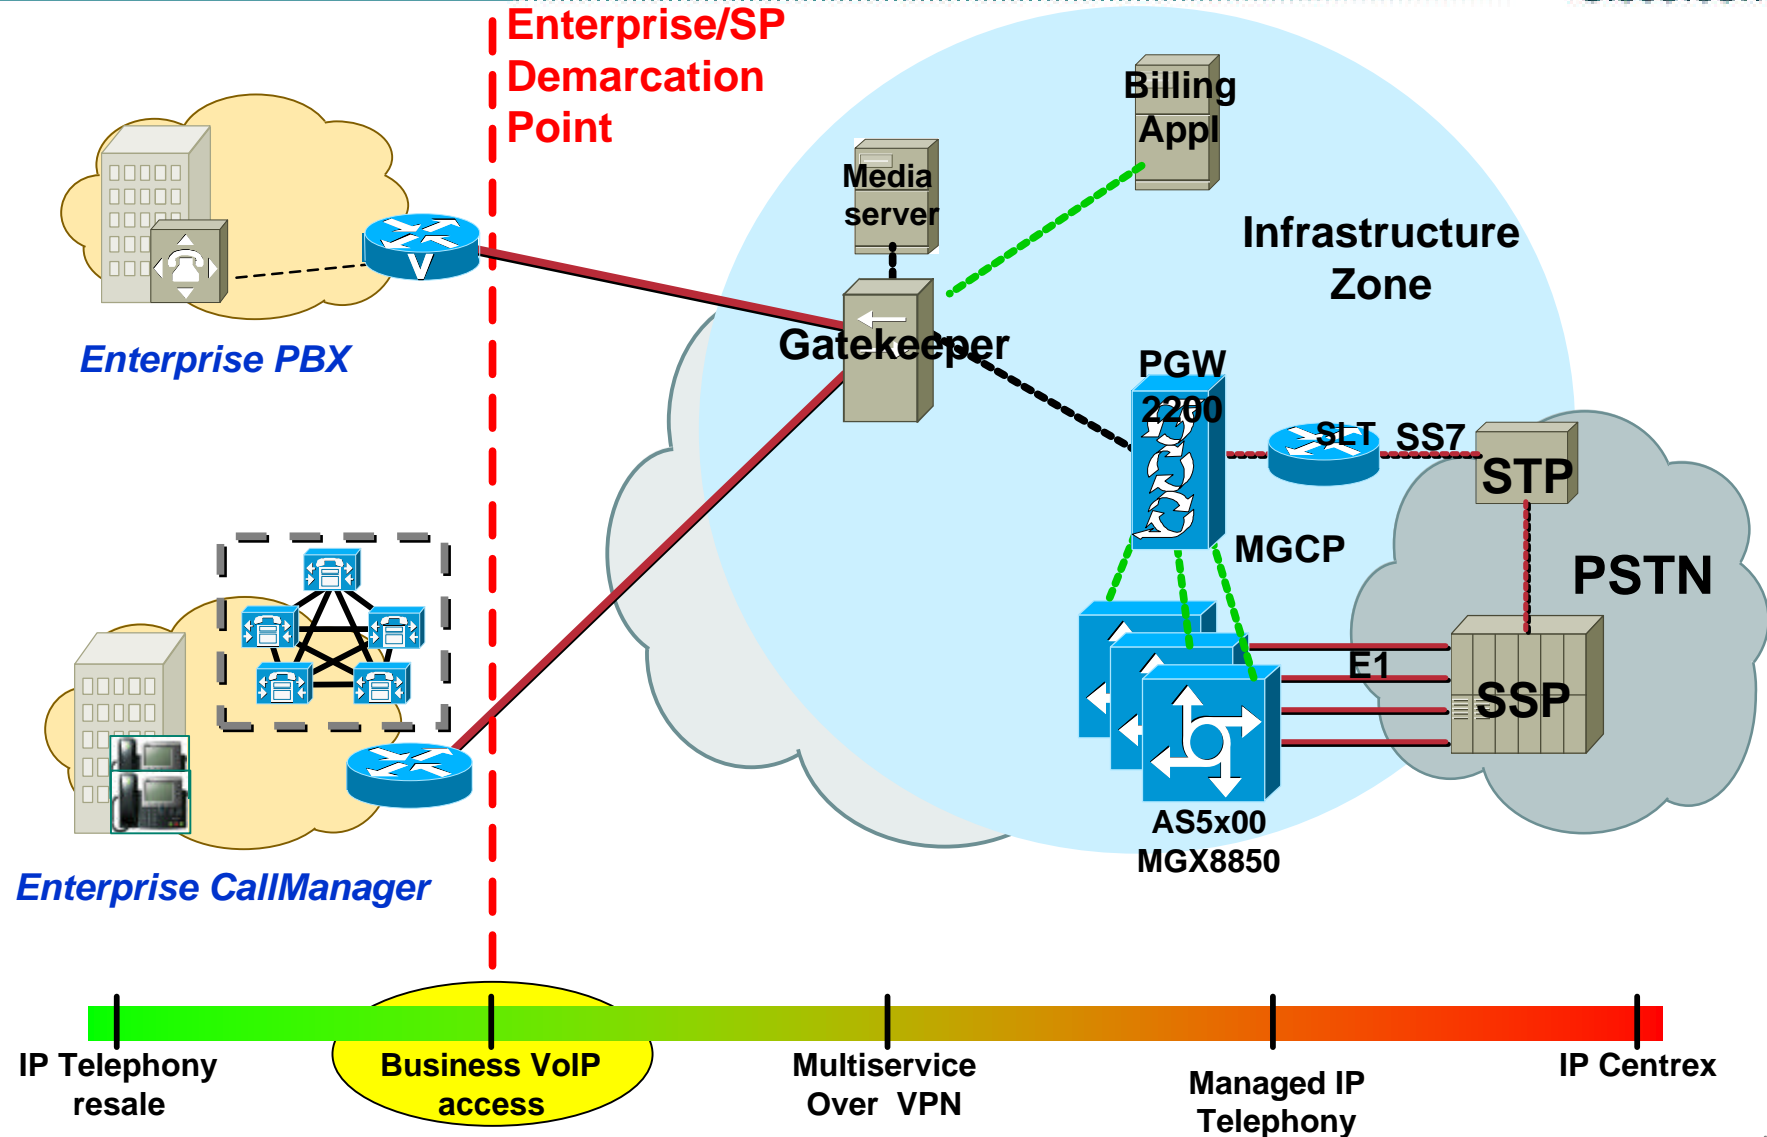 Enterprise/SP
Demarcation
Point
Billing
Appl
Media
server
Infrastructure
Zone
V
Gatekeeper
Enterprise PBX
PGW
2200
SLT
SS7
STP
MGCP
PSTN
E1
SSP
AS5x00
MGX8850
Enterprise CallManager
IP Telephony
resale
Business VoIP
access
Multiservice
Over VPN
Managed IP
Telephony
IP Centrex